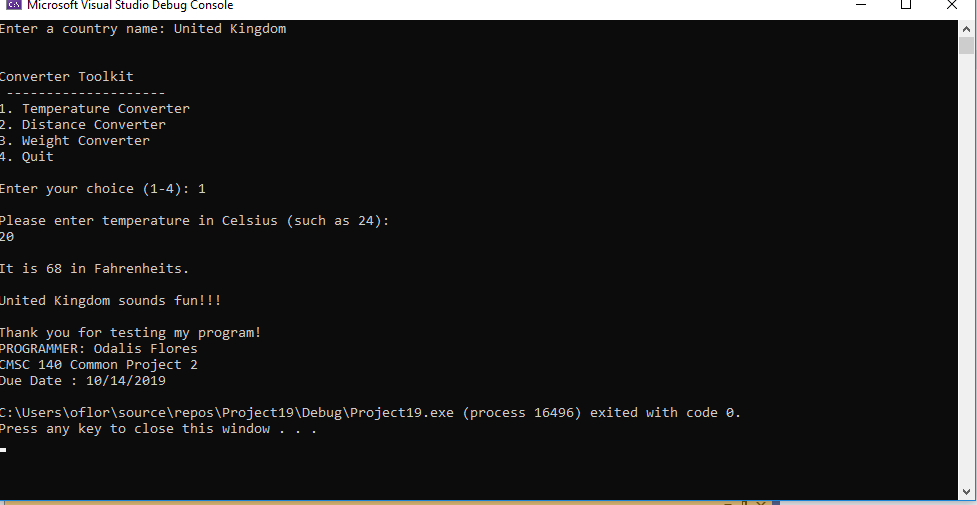 Microsoft Visual Studio Debug Console
Enter a country name: United Kingdom
Converter Toolkit
--------------------
1. Temperature Converter
2. Distance Converter
3. Weight Converter
4. Quit
Enter your choice (1-4): 1
Please enter temperature in Celsius (such as 24):
20
It is 68 in Fahrenheits.
United Kingdom sounds fun!!!
Thank you for testing my program!
PROGRAMMER: Odalis Flores
CMSC 140 Common Project 2
Due Date : 10/14/2019
C:\Users\oflor\source\repos\Project19\Debug\Project19.exe (process 16496) exited with code 0.
Press any key to close this window . . .